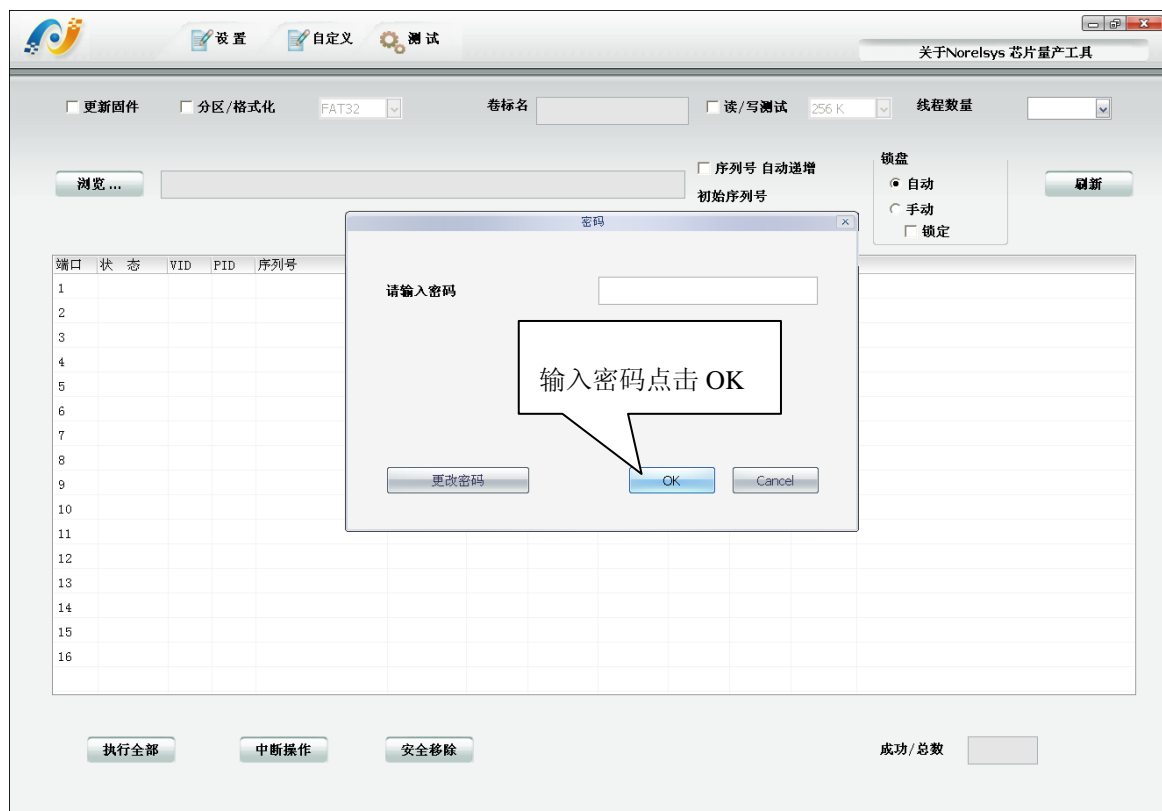 设 置
自定义
测 试
关于Norelsys 芯片量产工具
更新固件
分区/格式化
FAT32
卷标名
读/写测试
256 K
线程数量
浏览 ...
序列号 自动递增
初始序列号
锁盘
自动
手动
锁定
刷新
密码
请输入密码
输入密码点击 OK
更改密码
OK
Cancel
端口 状 态 VID PID 序列号
1
2
3
4
5
6
7
8
9
10
11
12
13
14
15
16
执行全部
中断操作
安全移除
成功/总数